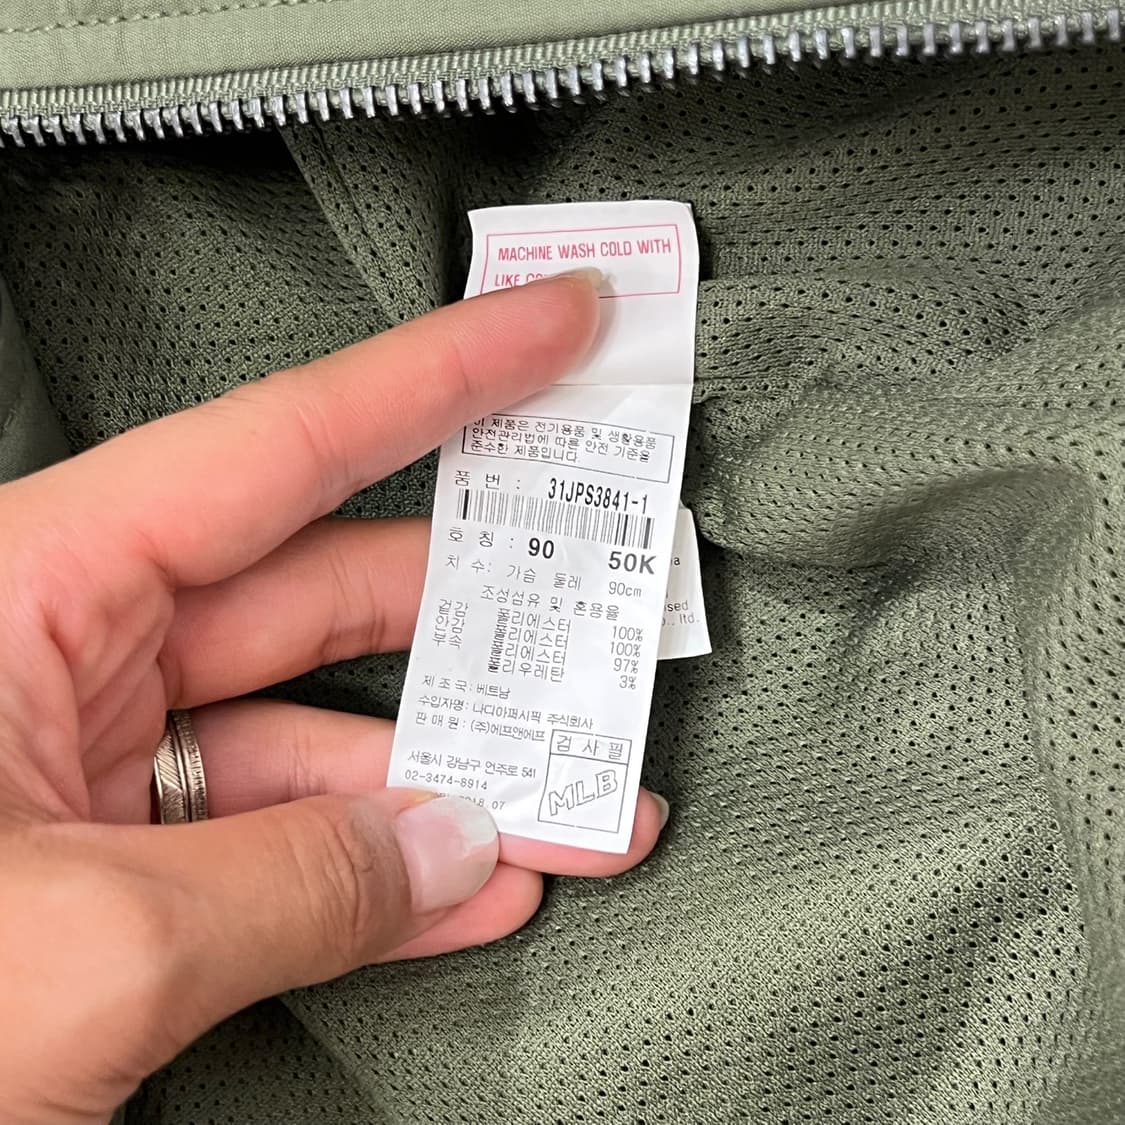 MACHINE WASH COLD WITH
LIKE
이 제품은 전기용품 및 생활용품
안전관리법에 따른 안전 기준을
준수한 제품입니다.
품 번 : 31JPS3841-1
호 칭 : 90 50K
치 수: 가슴 둘레 90cm
조성섬유 및 혼용율
겉감 폴리에스터 100%
안감 폴리에스터 100%
부속 폴리에스터 97%
폴리우레탄 3%
제 조 국: 베트남
수입자명: 나디아퍼시픽 주식회사
판 매 원 : (주)에프앤에프
서울시 강남구 언주로 541
02-3474-8914
2018. 07
검 사 필
MLB
ltd.